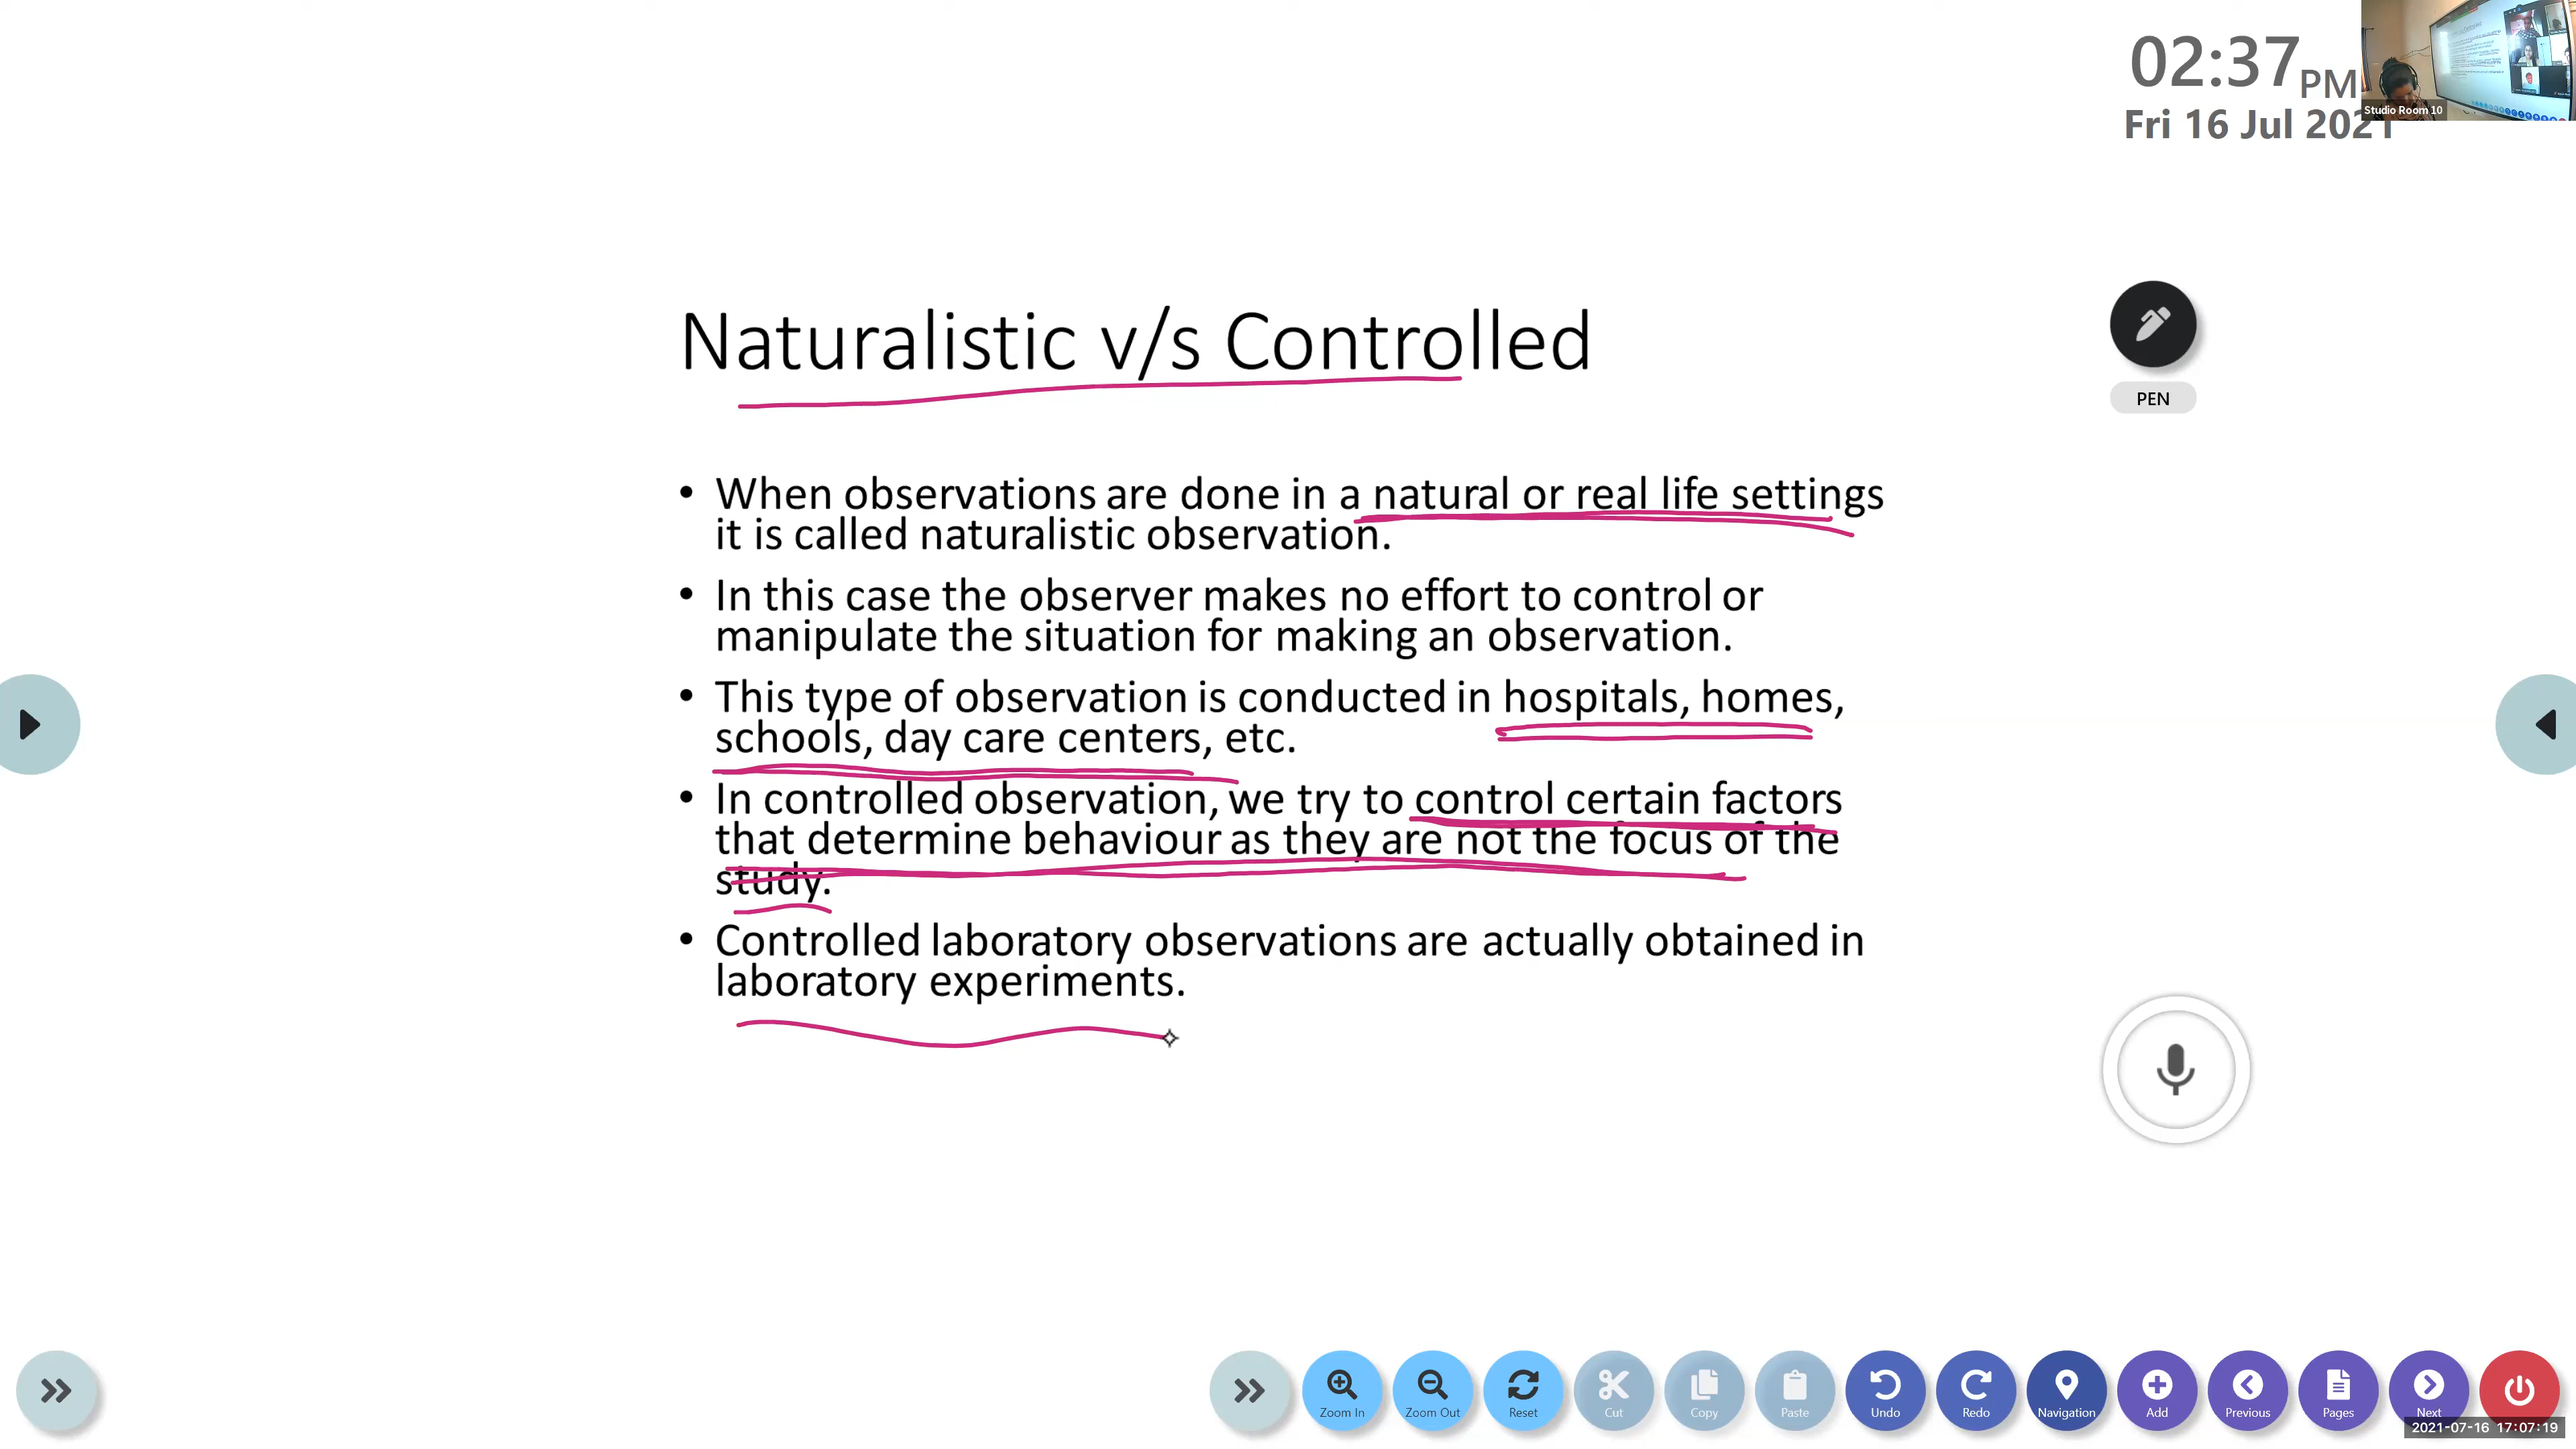 02:37 PM
Fri 16 Jul 2021
Studio Room 10
Naturalistic v/s Controlled
PEN
• When observations are done in a natural or real life settings
it is called naturalistic observation.
• In this case the observer makes no effort to control or
manipulate the situation for making an observation.
• This type of observation is conducted in hospitals, homes,
schools, day care centers, etc.
• In controlled observation, we try to control certain factors
that determine behaviour as they are not the focus of the
study.
• Controlled laboratory observations are actually obtained in
laboratory experiments.
Zoom In Zoom Out Reset Cut Copy Paste Undo Redo Navigation Add Previous Pages Next
2021-07-16 17:07:19